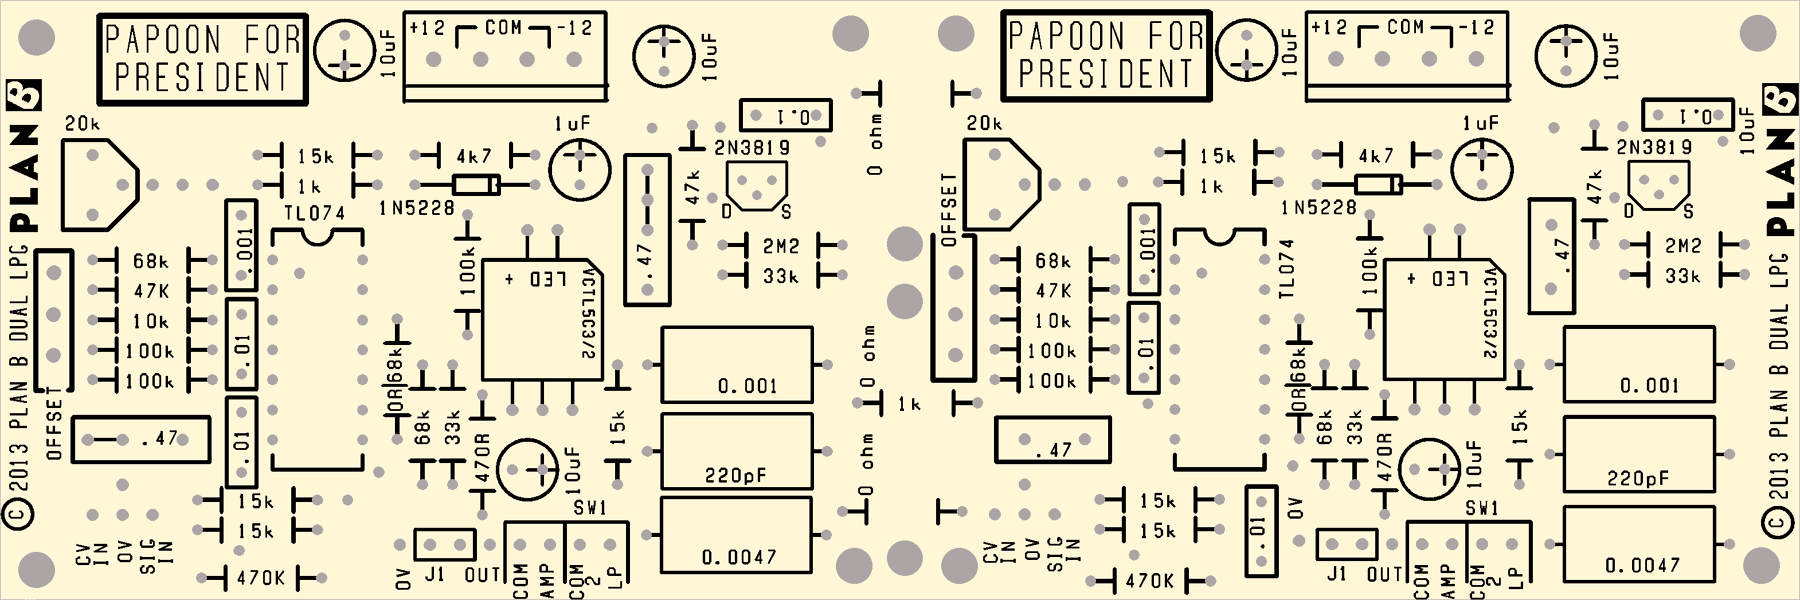 PAPOON FOR
PRESIDENT
10uF
+12 COM -12
10uF
PLAN B
© 2013 PLAN B DUAL LPG
20k
15k
1k
4k7
1N5228
1uF
0.1
2N3819
D S
47k
.47
2M2
33k
0 ohm
TL074
.001
68k
47K
10k
100k
100k
OFFSET
.01
.01
.47
100k
+ LED
VCTL5C3/2
68k
0R
68k
33k
470R
10uF
15k
0.001
220pF
0.0047
0 ohm
1k
0 ohm
15k
15k
470K
CV
IN
0V
SIG
IN
0V
J1
OUT
SW1
COM
AMP
COM
2
LP
PAPOON FOR
PRESIDENT
10uF
+12 COM -12
10uF
PLAN B
© 2013 PLAN B DUAL LPG
20k
OFFSET
15k
1k
4k7
1N5228
1uF
0.1
10uF
2N3819
D S
47k
.47
2M2
33k
TL074
.001
68k
47K
10k
100k
100k
.01
.47
100k
+ LED
VCTL5C3/2
68k
0R
68k
33k
470R
10uF
15k
0.001
220pF
0.0047
15k
15k
470K
.01
0V
CV
IN
0V
SIG
IN
J1
OUT
SW1
COM
AMP
COM
2
LP